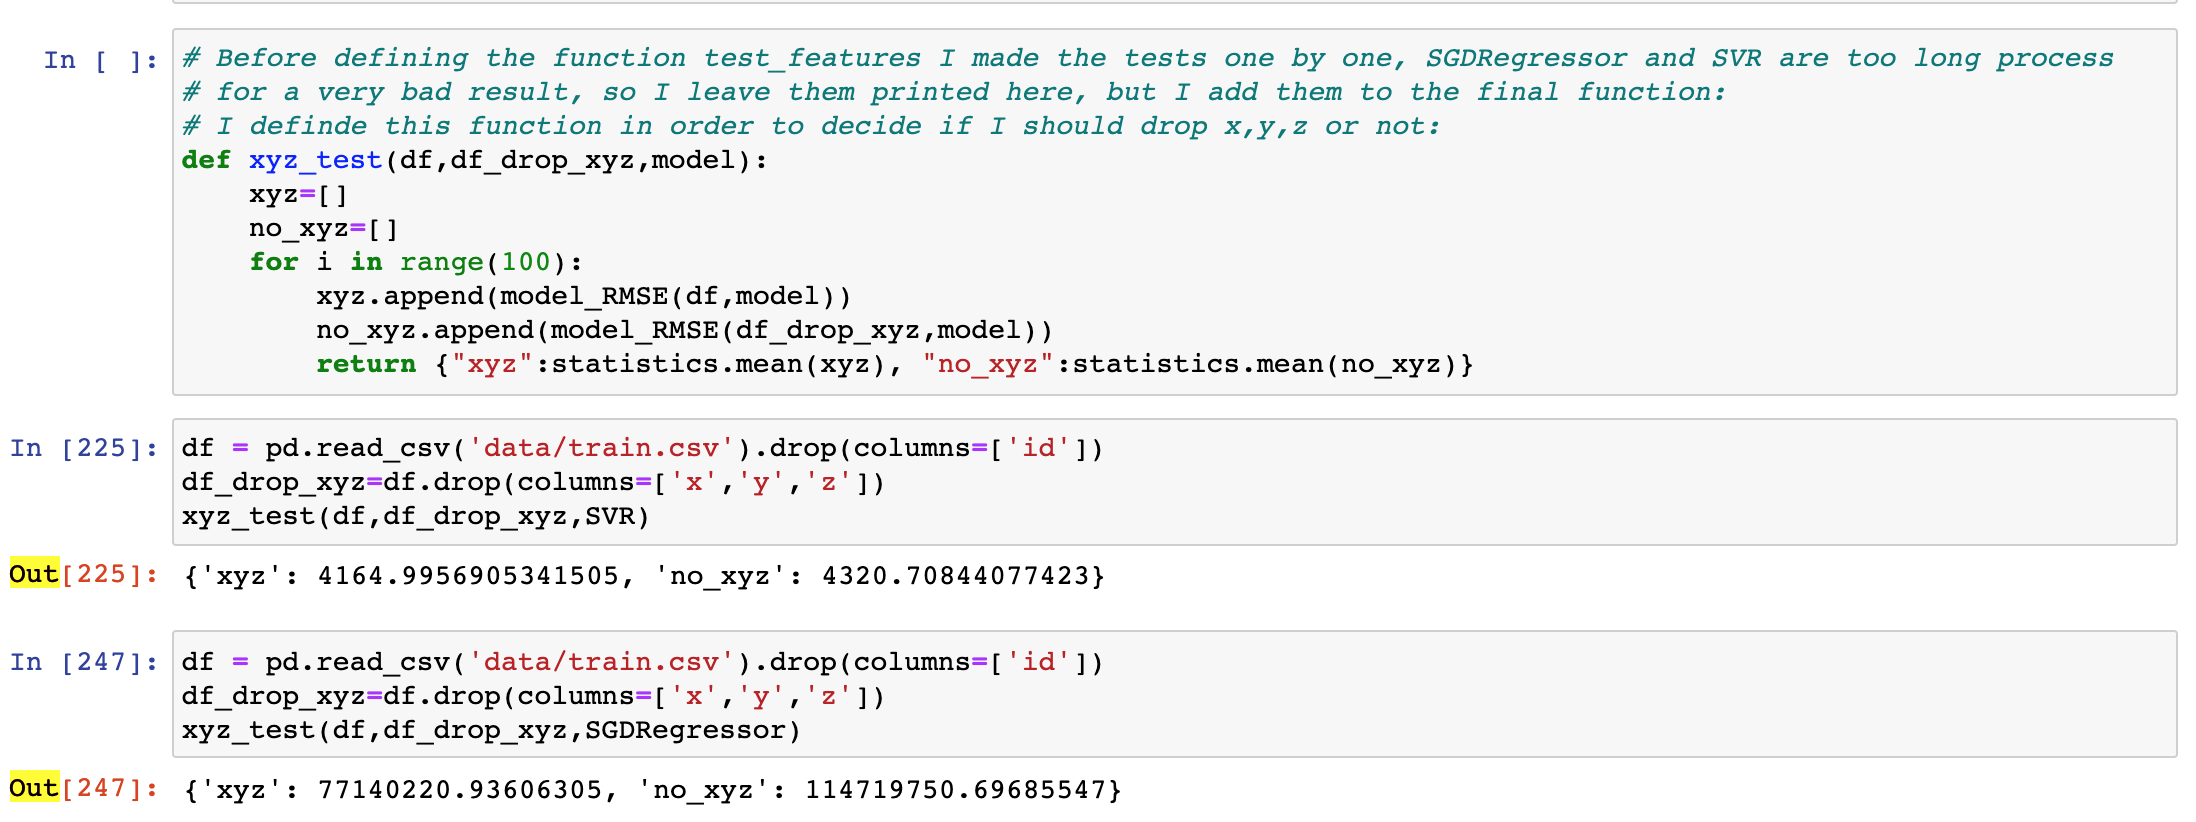 In [ ]: # Before defining the function test_features I made the tests one by one, SGDRegressor and SVR are too long process
# for a very bad result, so I leave them printed here, but I add them to the final function:
# I definde this function in order to decide if I should drop x,y,z or not:
def xyz_test(df,df_drop_xyz,model):
    xyz=[]
    no_xyz=[]
    for i in range(100):
        xyz.append(model_RMSE(df,model))
        no_xyz.append(model_RMSE(df_drop_xyz,model))
        return {"xyz":statistics.mean(xyz), "no_xyz":statistics.mean(no_xyz)}
In [225]: df = pd.read_csv('data/train.csv').drop(columns=['id'])
df_drop_xyz=df.drop(columns=['x','y','z'])
xyz_test(df,df_drop_xyz,SVR)
Out[225]: {'xyz': 4164.9956905341505, 'no_xyz': 4320.70844077423}
In [247]: df = pd.read_csv('data/train.csv').drop(columns=['id'])
df_drop_xyz=df.drop(columns=['x','y','z'])
xyz_test(df,df_drop_xyz,SGDRegressor)
Out[247]: {'xyz': 77140220.93606305, 'no_xyz': 114719750.69685547}